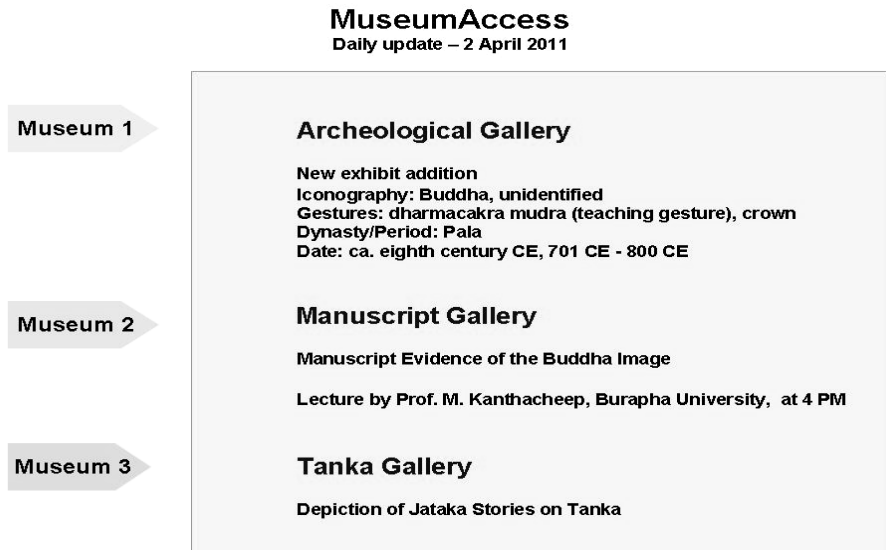 MuseumAccess
Daily update – 2 April 2011
Museum 1
Archeological Gallery
New exhibit addition
Iconography: Buddha, unidentified
Gestures: dharmacakra mudra (teaching gesture), crown
Dynasty/Period: Pala
Date: ca. eighth century CE, 701 CE - 800 CE
Museum 2
Manuscript Gallery
Manuscript Evidence of the Buddha Image
Lecture by Prof. M. Kanthacheep, Burapha University, at 4 PM
Museum 3
Tanka Gallery
Depiction of Jataka Stories on Tanka